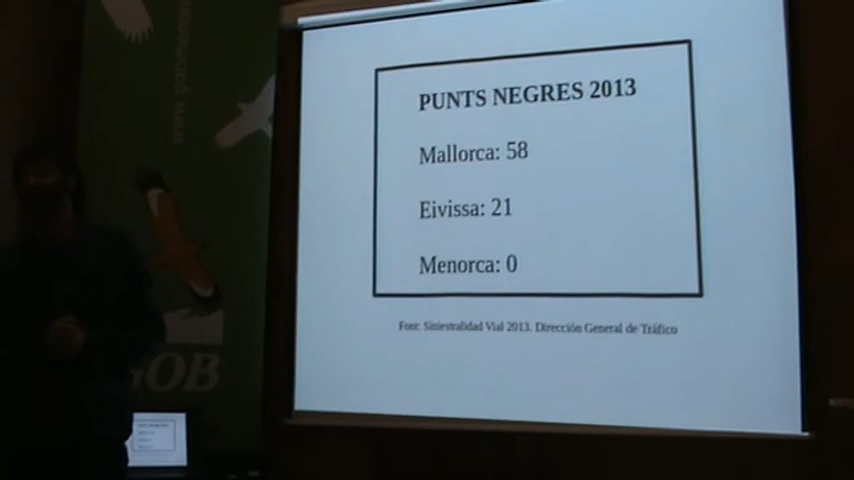 PUNTS NEGRES 2013
Mallorca: 58
Eivissa: 21
Menorca: 0
Font: Siniestralidad Vial 2013. Dirección General de Tráfico
GOB